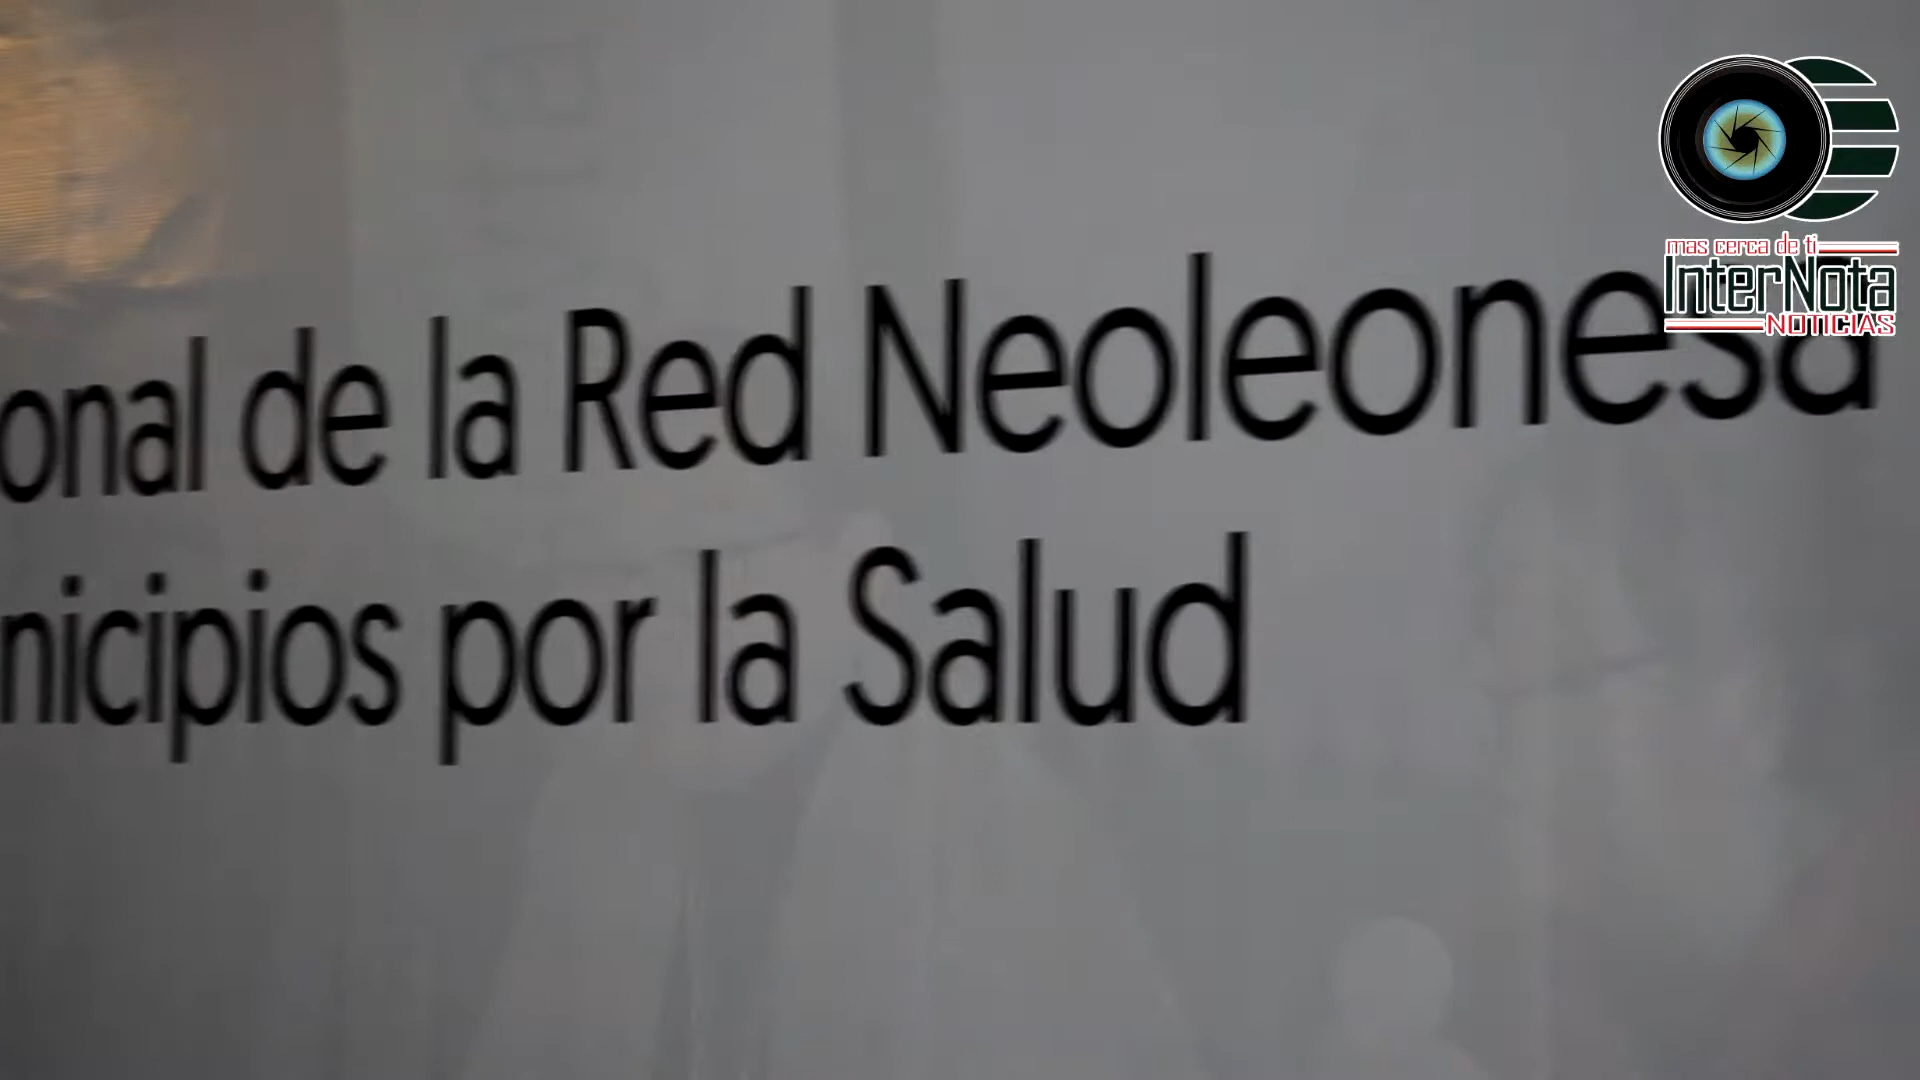 mas cerca de ti
InterNota
NOTICIAS
onal de la Red Neoleonesa
nicipios por la Salud